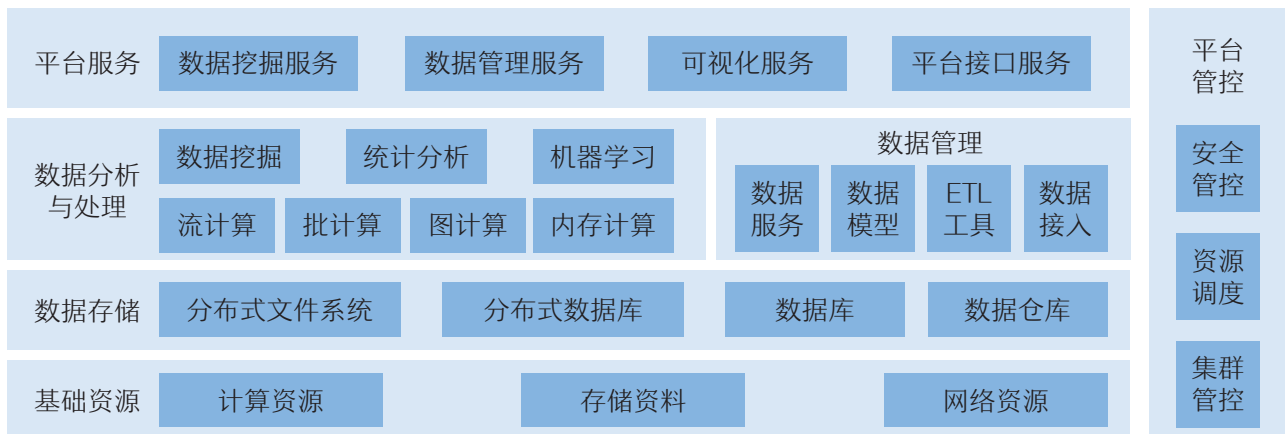 平台服务
数据挖掘服务
数据管理服务
可视化服务
平台接口服务
数据分析
与处理
数据挖掘
统计分析
机器学习
流计算
批计算
图计算
内存计算
数据管理
数据
服务
数据
模型
ETL
工具
数据
接入
数据存储
分布式文件系统
分布式数据库
数据库
数据仓库
基础资源
计算资源
存储资料
网络资源
平台
管控
安全
管控
资源
调度
集群
管控